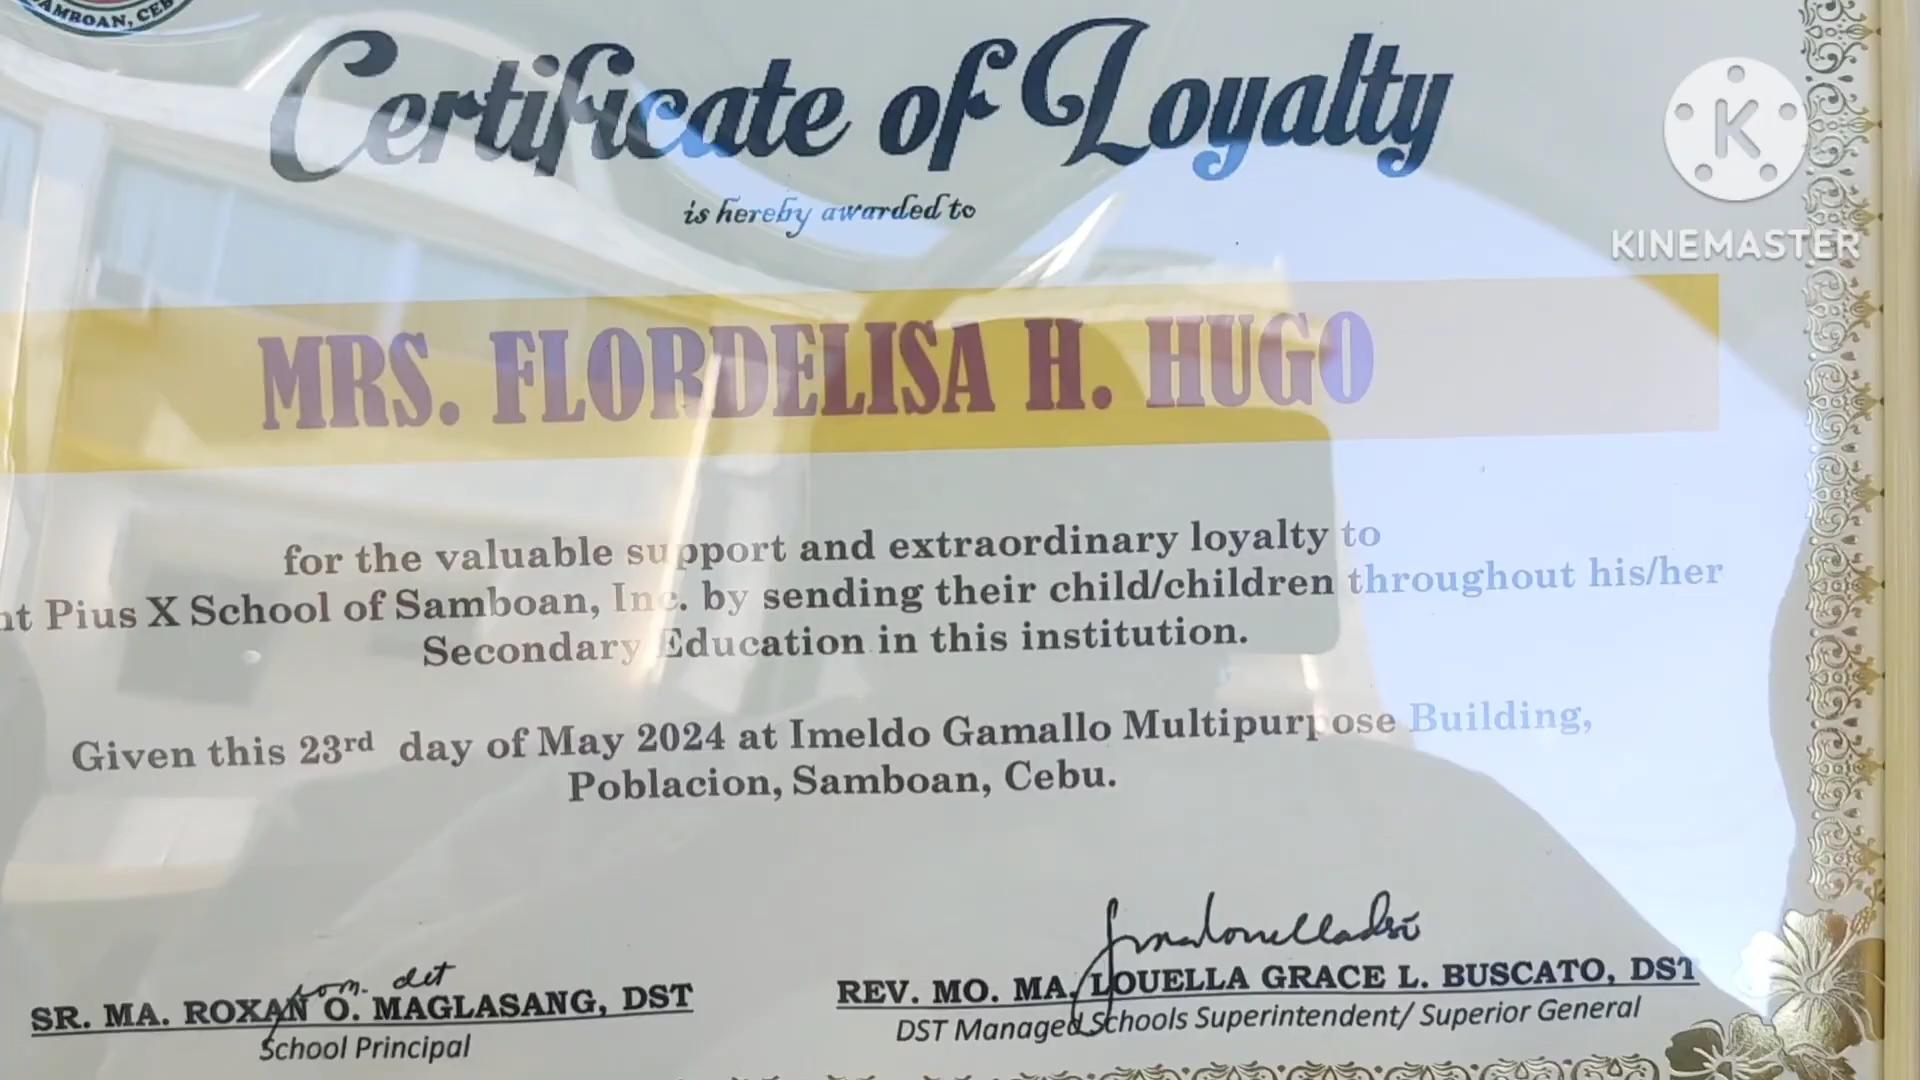 AMBOAN, CEB
Certificate of Loyalty
is hereby awarded to
K
KINEMASTER
MRS. FLORDELISA H. HUGO
for the valuable support and extraordinary loyalty to
nt Pius X School of Samboan, Inc. by sending their child/children throughout his/her
Secondary Education in this institution.
Given this 23rd day of May 2024 at Imeldo Gamallo Multipurpose Building,
Poblacion, Samboan, Cebu.
SR. MA. ROXAN O. MAGLASANG, DST
School Principal
REV. MO. MA. LOUELLA GRACE L. BUSCATO, DST
DST Managed Schools Superintendent/ Superior General